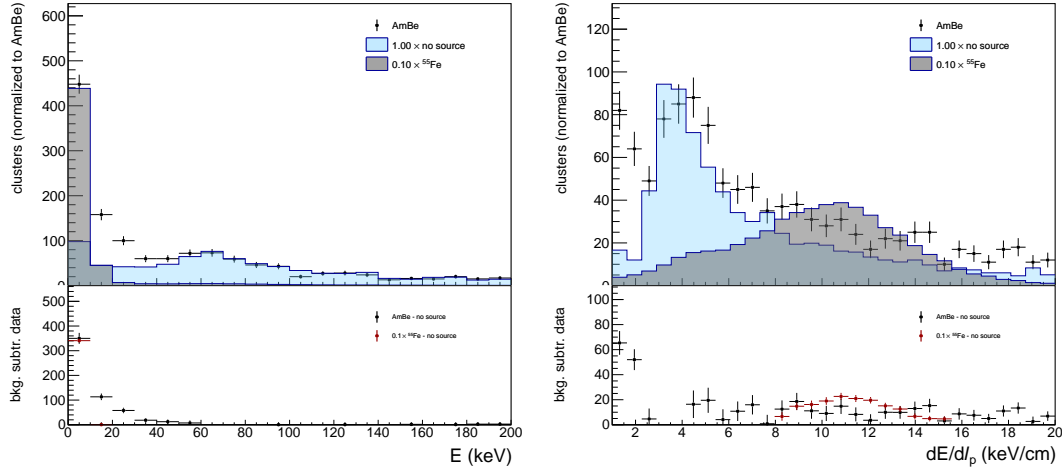 clusters (normalized to AmBe)
600
500
400
300
200
100
0
AmBe
1.00 × no source
0.10 × ⁵⁵Fe
bkg. subtr. data
500
400
300
200
100
0
AmBe - no source
0.1× ⁵⁵Fe - no source
0 20 40 60 80 100 120 140 160 180 200
E (keV)
clusters (normalized to AmBe)
120
100
80
60
40
20
0
AmBe
1.00 × no source
0.10 × ⁵⁵Fe
bkg. subtr. data
100
80
60
40
20
0
AmBe - no source
0.1× ⁵⁵Fe - no source
2 4 6 8 10 12 14 16 18 20
dE/dlₚ (keV/cm)